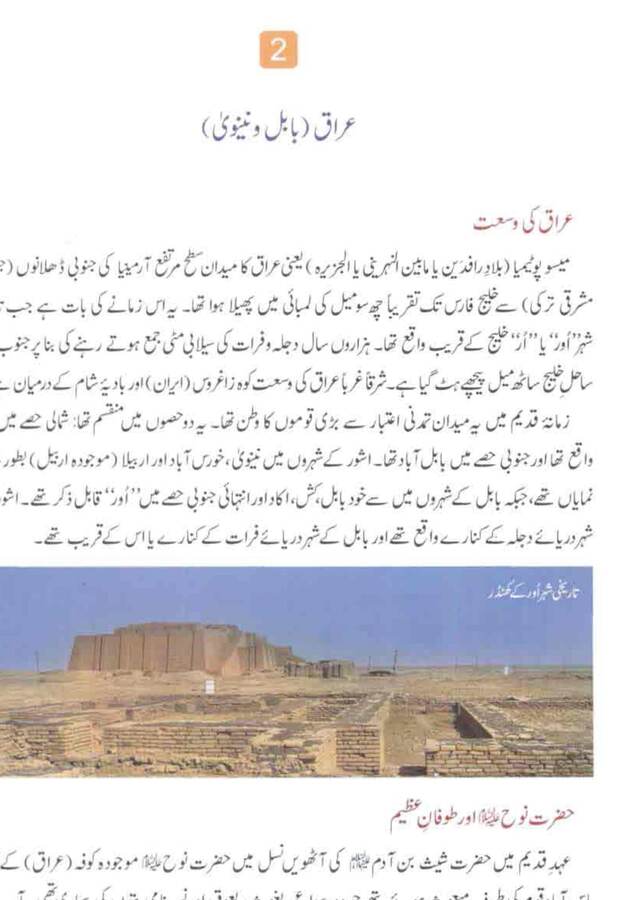 2
عراق (بابل و نینویٰ)
عراق کی وسعت
میسوپوٹیمیا (بلادِ رافدَین یا مابین النہرینی یا الجزیرہ) یعنی عراق کا میدان سطح مرتفع آرمینیا کی جنوبی ڈھلانوں
مشرقی ترکی) سے خلیج فارس تک تقریباً چھ سو میل کی لمبائی میں پھیلا ہوا تھا۔ یہ اس زمانے کی بات ہے جب
شہر ”اُور“ یا ”اُر“ خلیج کے قریب واقع تھا۔ ہزاروں سال دجلہ و فرات کی سیلابی مٹی جمع ہوتے رہنے کی بنا پر جنوب
ساحل خلیج ساٹھ میل پیچھے ہٹ گیا ہے۔ شرقاً غرباً عراق کی وسعت کوہ زاغروس (ایران) اور بادیۂ شام کے درمیان
زمانۂ قدیم میں یہ میدان تمدنی اعتبار سے بڑی قوموں کا وطن تھا۔ یہ دو حصوں میں منقسم تھا: شمالی حصے میں
واقع تھا اور جنوبی حصے میں بابل آباد تھا۔ اشور کے شہروں میں نینویٰ، خورس آباد اور اربیلا (موجودہ اربیل) بطور
نمایاں تھے، جبکہ بابل کے شہروں میں سے خود بابل، کش، اکاد اور انتہائی جنوبی حصے میں ”اُور“ قابل ذکر تھے۔ اشور
شہر دریائے دجلہ کے کنارے واقع تھے اور بابل کے شہر دریائے فرات کے کنارے یا اس کے قریب تھے۔
تاریخی شہر اُور کے کھنڈر
حضرت نوح علیہ السلام اور طوفانِ عظیم
عہدِ قدیم میں حضرت شیث بن آدم علیہما السلام کی آٹھویں نسل میں حضرت نوح علیہ السلام موجودہ کوفہ (عراق) کے